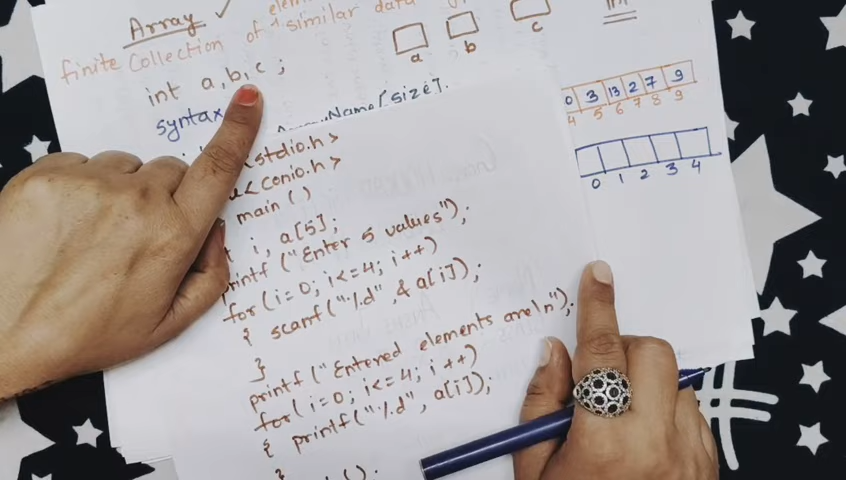 Array ✓
finite Collection of similar data
a b c
int a, b, c ;
syntax
ArrayName[size].
0 3 13 2 7 9
4 5 6 7 8 9
0 1 2 3 4
<stdio.h>
<conio.h>
main ()
i, a[5];
printf ("Enter 5 values");
for (i=0; i<=4; i++)
{ scanf ("%d", & a[i]);
}
printf ("Entered elements are\n");
for (i=0; i<=4; i++)
{ printf ("%d", a[i]);
}
().